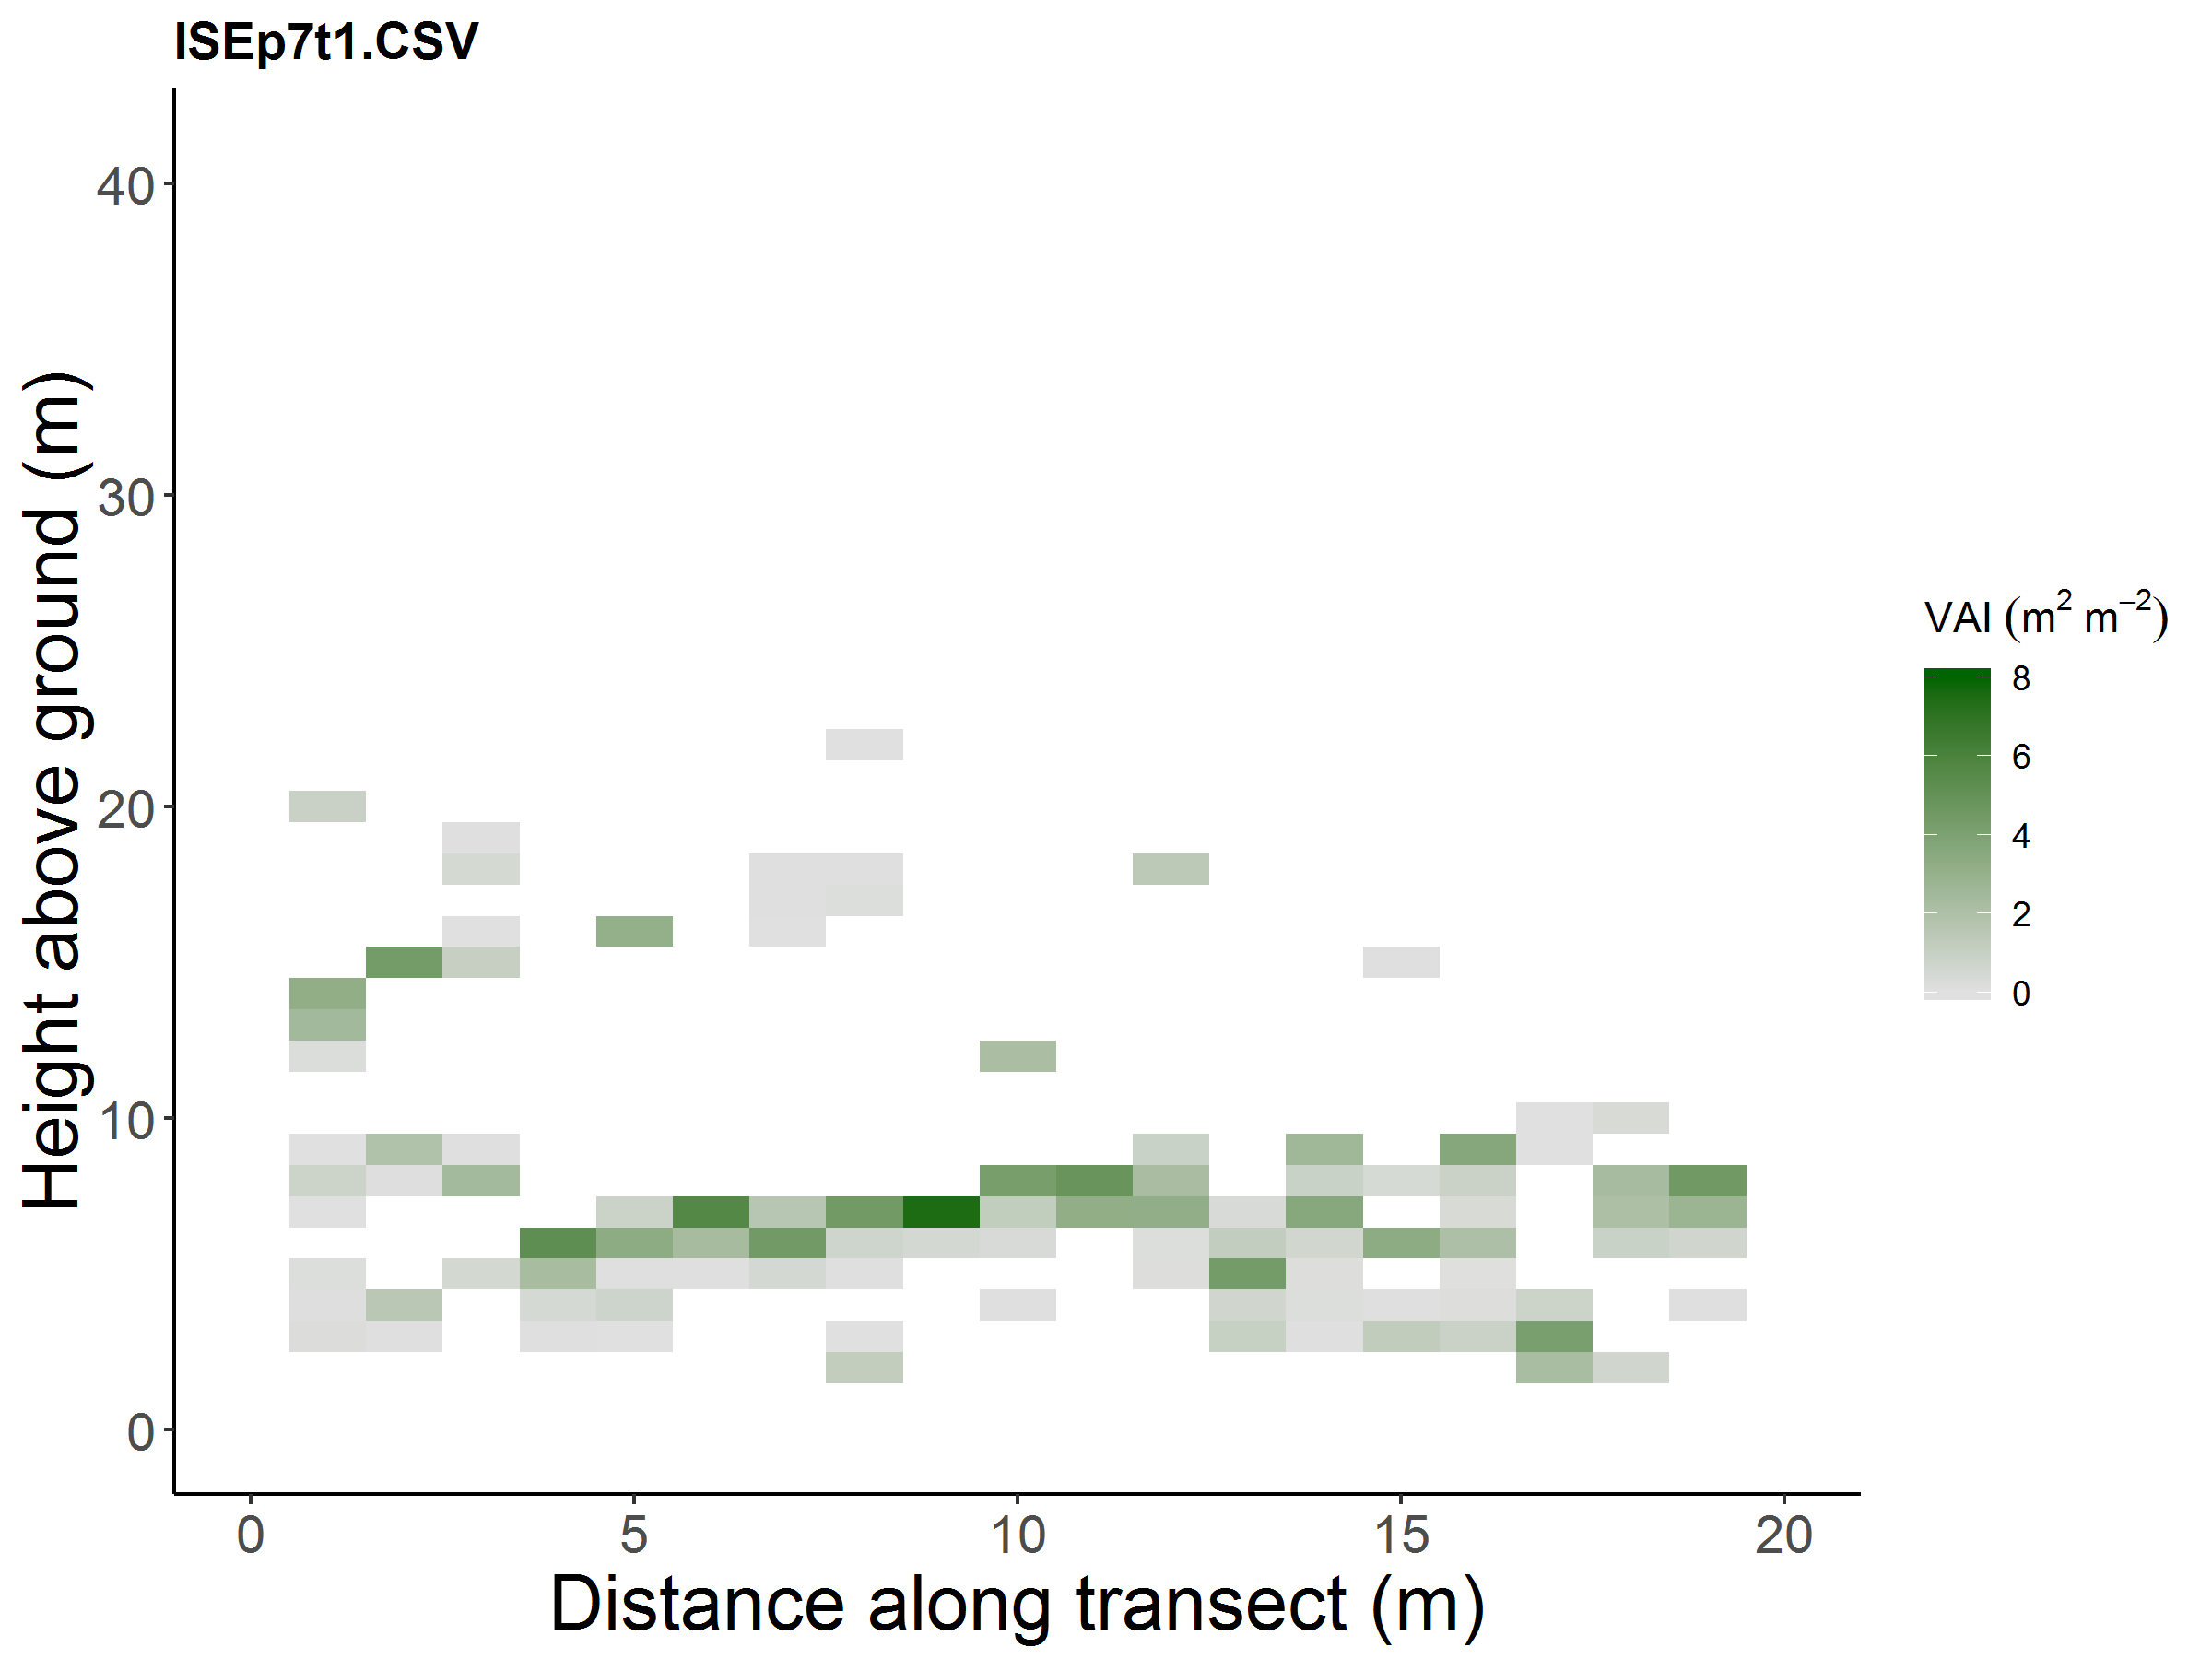 ISEp7t1.CSV
Height above ground (m)
40
30
20
10
0
0 5 10 15 20
Distance along transect (m)
VAI (m² m⁻²)
8
6
4
2
0